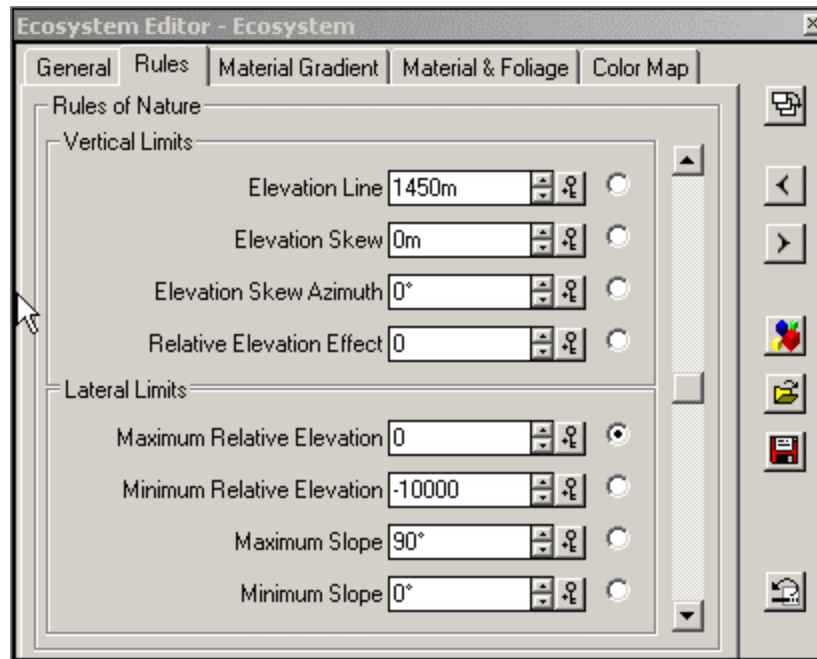 Ecosystem Editor - Ecosystem
General Rules Material Gradient Material & Foliage Color Map
Rules of Nature
Vertical Limits
Elevation Line 1450m
Elevation Skew 0m
Elevation Skew Azimuth 0°
Relative Elevation Effect 0
Lateral Limits
Maximum Relative Elevation 0
Minimum Relative Elevation -10000
Maximum Slope 90°
Minimum Slope 0°